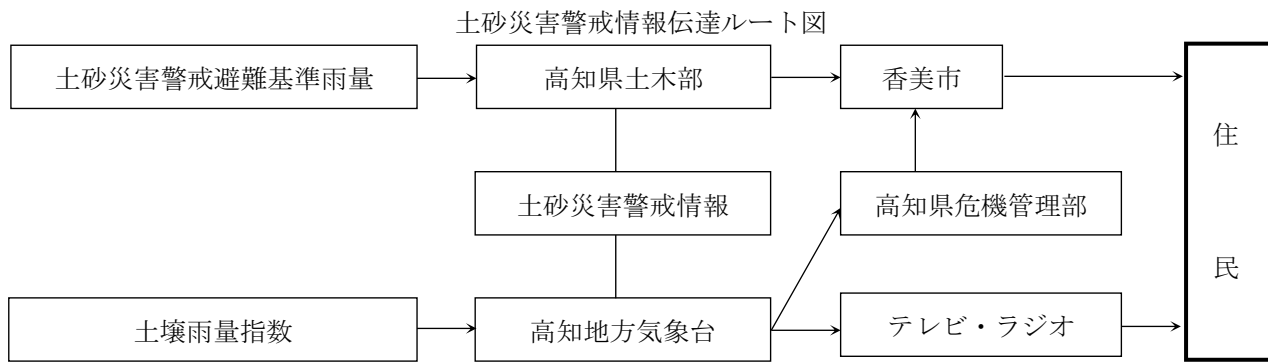 土砂災害警戒情報伝達ルート図
土砂災害警戒避難基準雨量
高知県土木部
香美市
住民
土砂災害警戒情報
高知県危機管理部
土壌雨量指数
高知地方気象台
テレビ・ラジオ